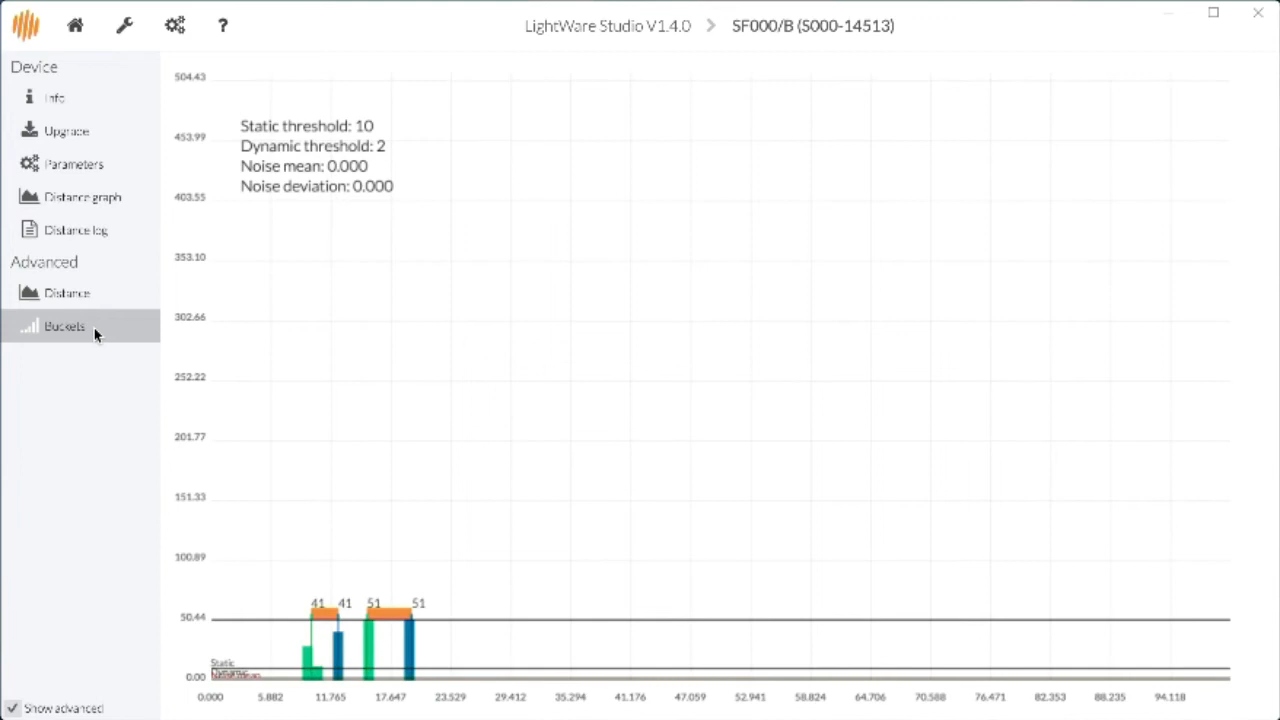 LightWare Studio V1.4.0 > SF000/B (S000-14513)
Device
Info
Upgrade
Parameters
Distance graph
Distance log
Advanced
Distance
Buckets
Show advanced
504.43
453.99
403.55
353.10
302.66
252.22
201.77
151.33
100.89
50.44
0.00
Static threshold: 10
Dynamic threshold: 2
Noise mean: 0.000
Noise deviation: 0.000
41 41 51 51
Static
Dynamic
Noise mean
0.000 5.882 11.765 17.647 23.529 29.412 35.294 41.176 47.059 52.941 58.824 64.706 70.588 76.471 82.353 88.235 94.118